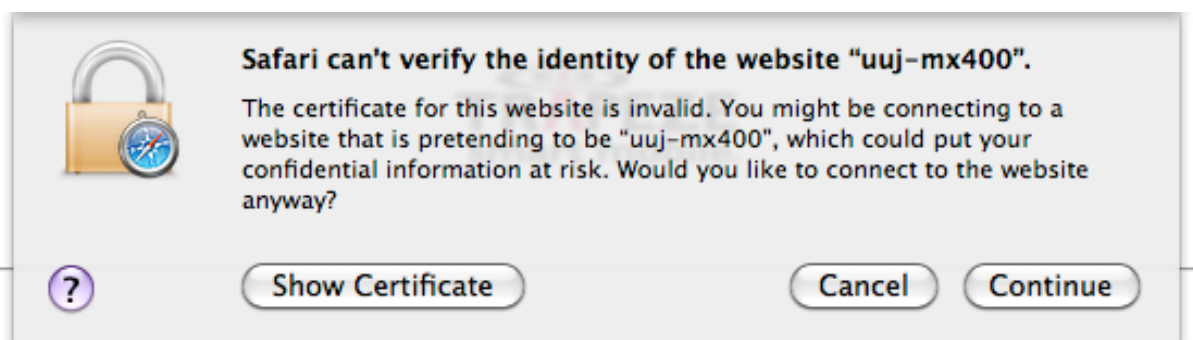 Safari can't verify the identity of the website “uuj-mx400”.
The certificate for this website is invalid. You might be connecting to a
website that is pretending to be “uuj-mx400”, which could put your
confidential information at risk. Would you like to connect to the website
anyway?
?
Show Certificate
Cancel
Continue